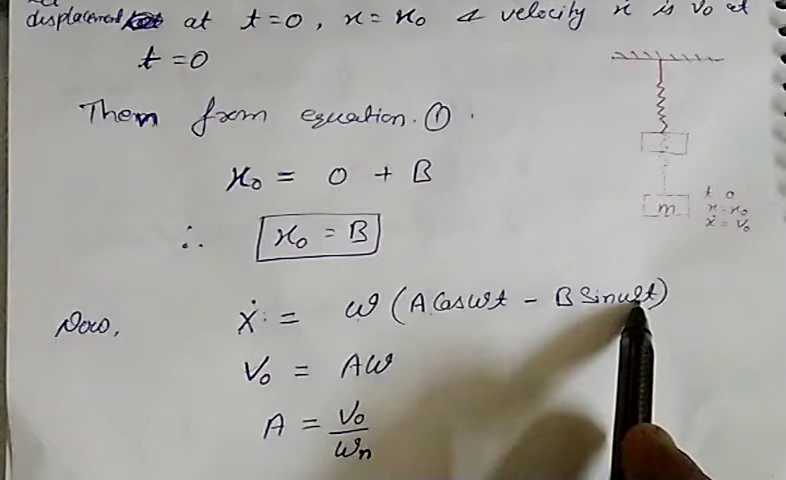 displacement at t=0, x = x₀ & velocity ẋ is v₀ at
t = 0
Then from equation. ①.
x₀ = 0 + B
∴ x₀ = B
m
t 0
x = x₀
ẋ = v₀
Now, ẋ = ω (A Cosωt - B Sinωt)
V₀ = Aω
A = V₀/ωn